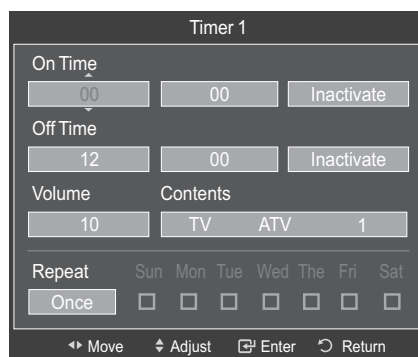 Timer 1
On Time
00 00 Inactivate
Off Time
12 00 Inactivate
Volume Contents
10 TV ATV 1
Repeat Sun Mon Tue Wed The Fri Sat
Once
Move Adjust Enter Return